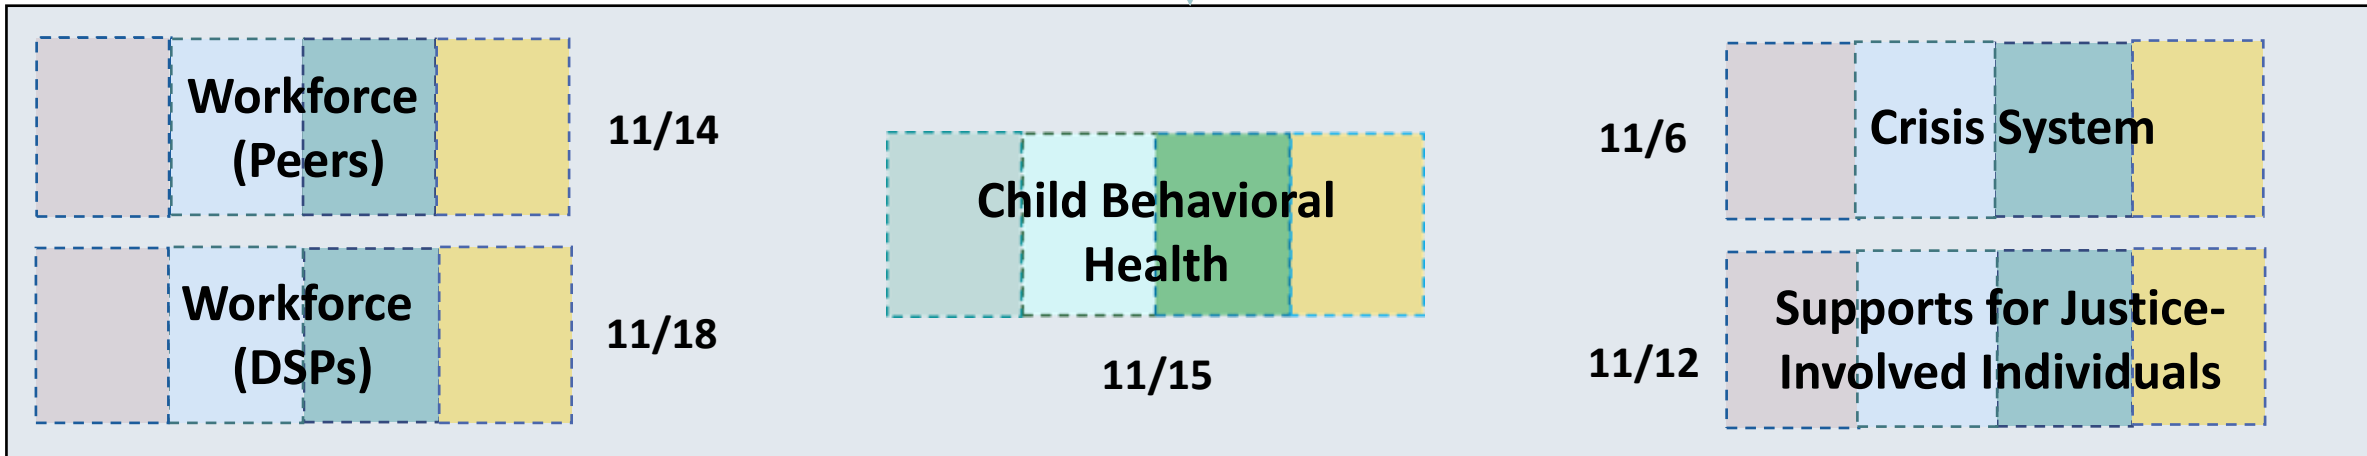 Workforce
(Peers)
11/14
Workforce
(DSPs)
11/18
Child Behavioral
Health
11/15
11/6
Crisis System
11/12
Supports for Justice-
Involved Individuals